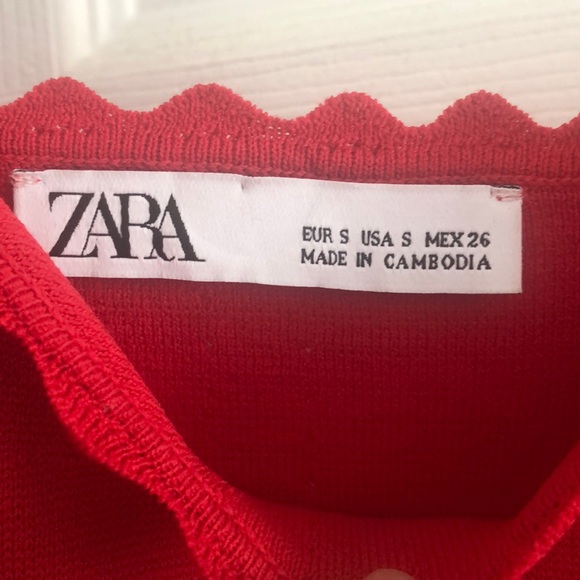 ZARA
EUR S USA S MEX 26
MADE IN CAMBODIA